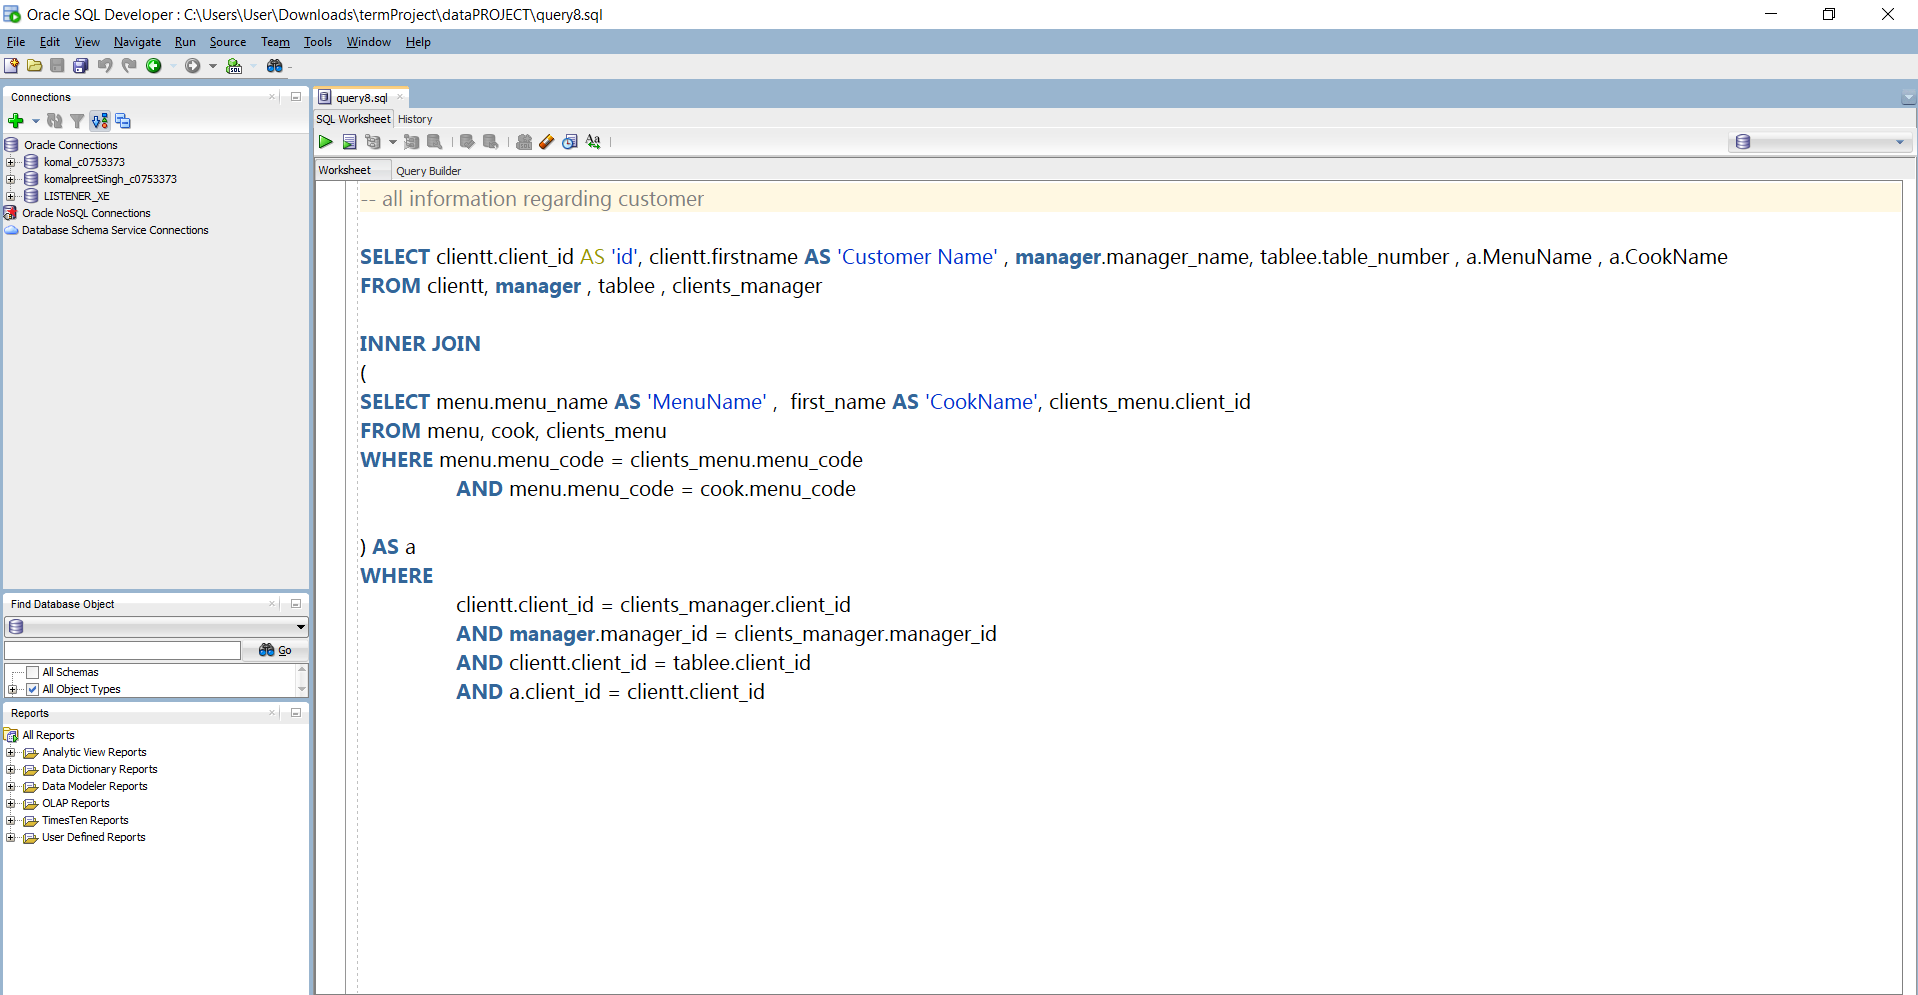 Oracle SQL Developer : C:\Users\User\Downloads\termProject\dataPROJECT\query8.sql
File Edit View Navigate Run Source Team Tools Window Help
Connections
Oracle Connections
komal_c0753373
komalpreetSingh_c0753373
LISTENER_XE
Oracle NoSQL Connections
Database Schema Service Connections
Find Database Object
Go
All Schemas
All Object Types
Reports
All Reports
Analytic View Reports
Data Dictionary Reports
Data Modeler Reports
OLAP Reports
TimesTen Reports
User Defined Reports
query8.sql
SQL Worksheet History
Worksheet Query Builder
-- all information regarding customer
SELECT clientt.client_id AS 'id', clientt.firstname AS 'Customer Name' , manager.manager_name, tablee.table_number , a.MenuName , a.CookName
FROM clientt, manager , tablee , clients_manager
INNER JOIN
(
SELECT menu.menu_name AS 'MenuName' ,  first_name AS 'CookName', clients_menu.client_id
FROM menu, cook, clients_menu
WHERE menu.menu_code = clients_menu.menu_code
AND menu.menu_code = cook.menu_code
) AS a
WHERE
clientt.client_id = clients_manager.client_id
AND manager.manager_id = clients_manager.manager_id
AND clientt.client_id = tablee.client_id
AND a.client_id = clientt.client_id